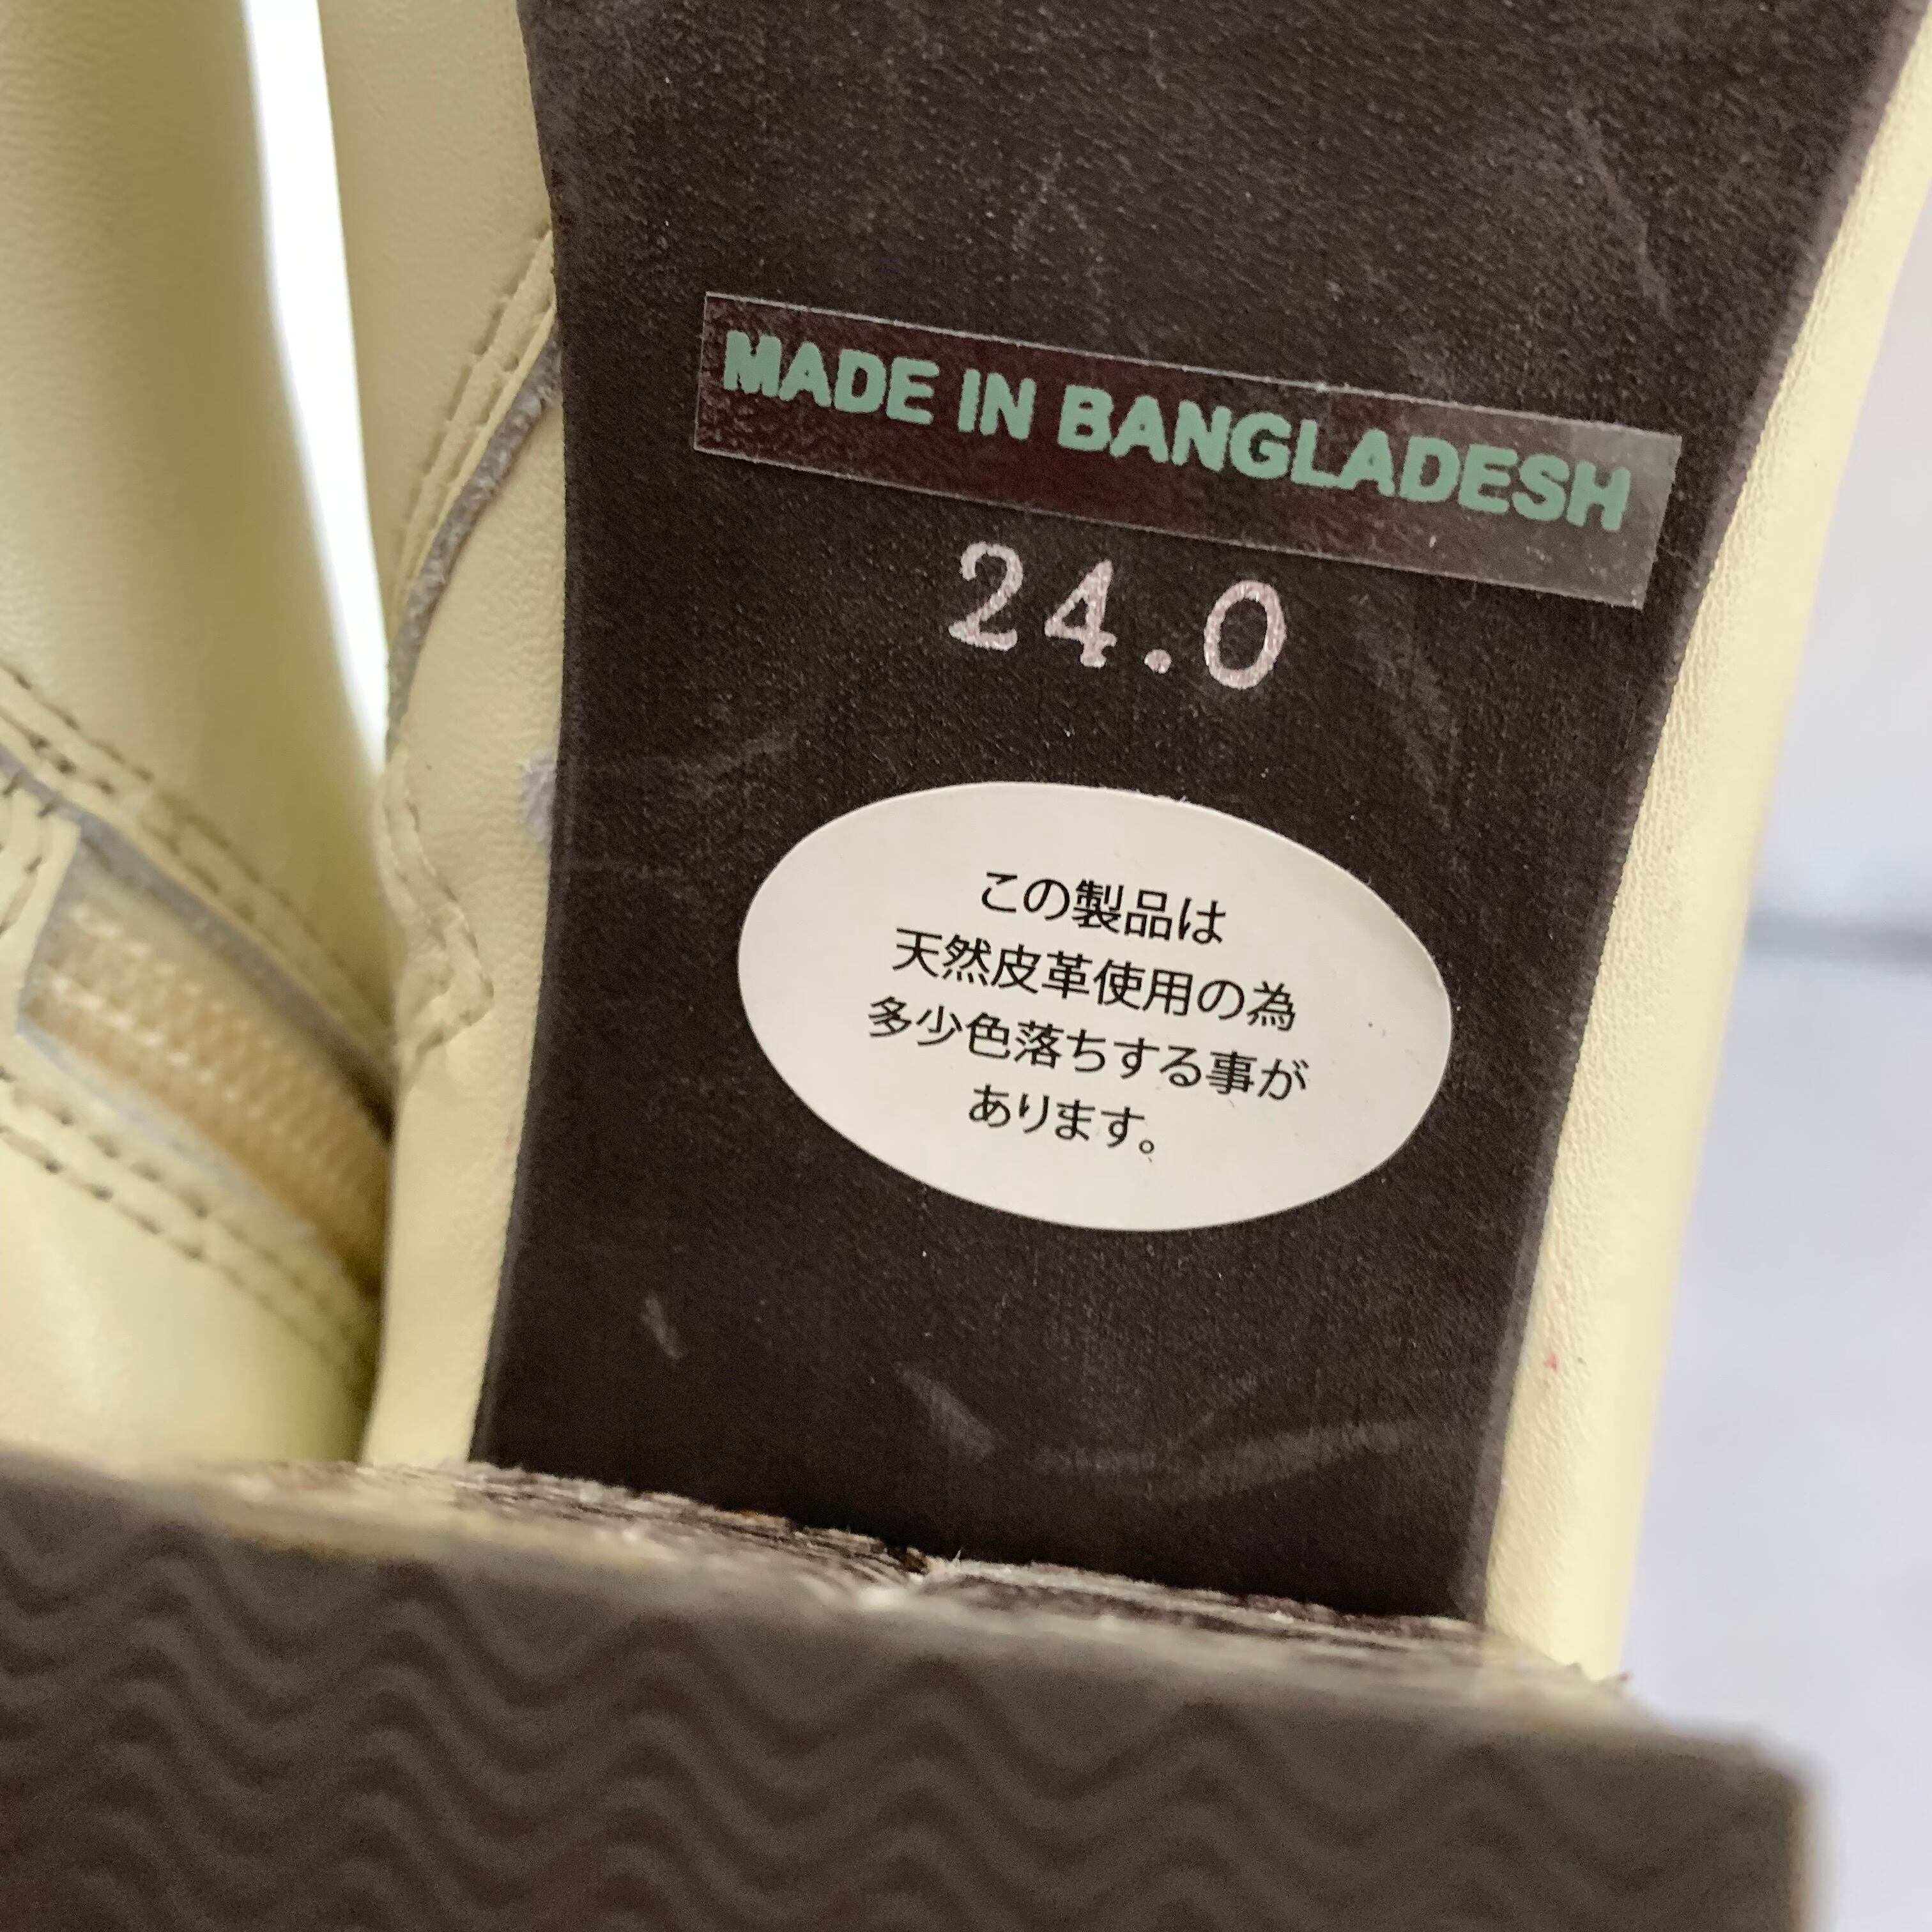 MADE IN BANGLADESH
24.0
この製品は
天然皮革使用の為
多少色落ちする事が
あります。